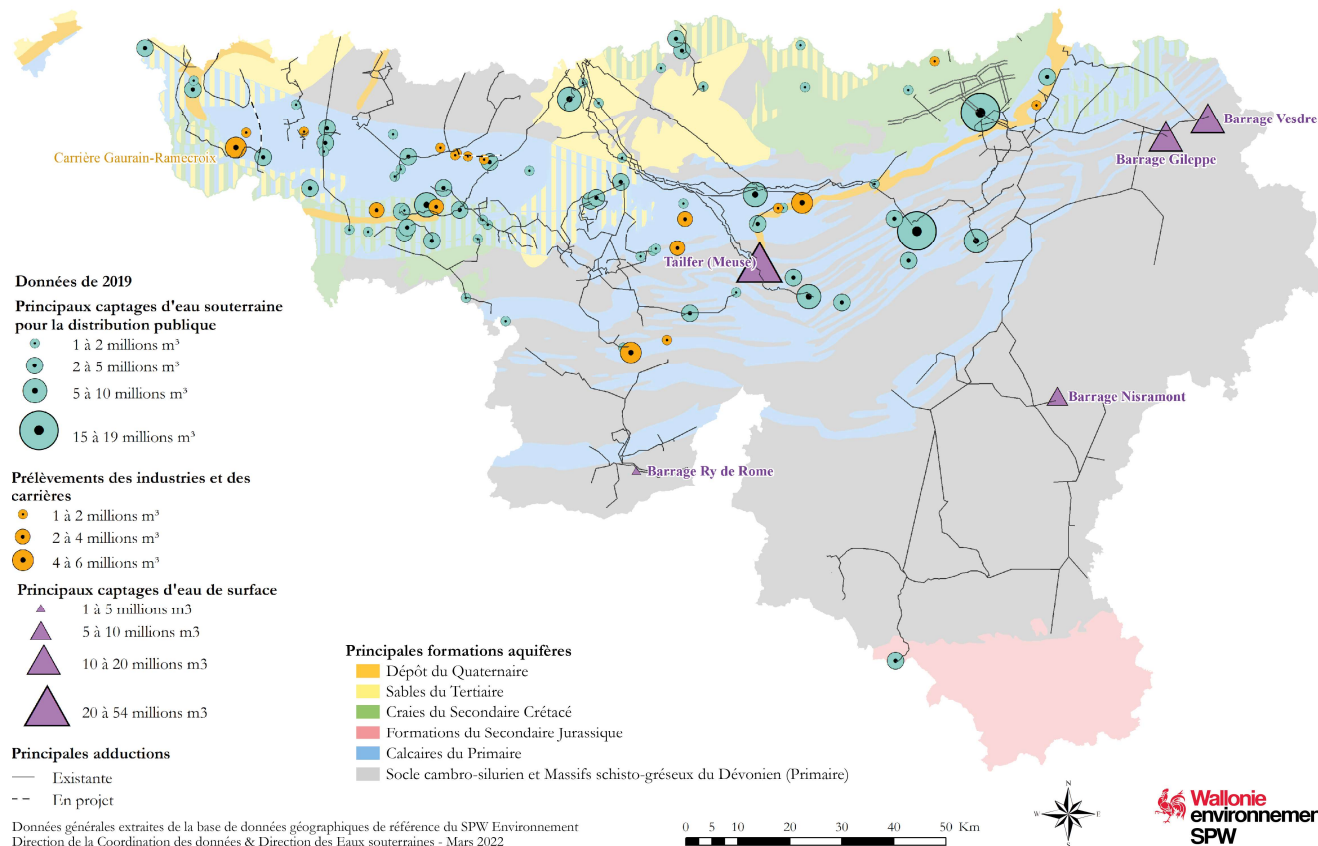 Carrière Gaurain-Ramecroix
Barrage Vesdre
Barrage Gileppe
Tailfer (Meuse)
Barrage Nisramont
Barrage Ry de Rome
Données de 2019
Principaux captages d'eau souterraine
pour la distribution publique
1 à 2 millions m³
2 à 5 millions m³
5 à 10 millions m³
15 à 19 millions m³
Prélèvements des industries et des
carrières
1 à 2 millions m³
2 à 4 millions m³
4 à 6 millions m³
Principaux captages d'eau de surface
1 à 5 millions m3
5 à 10 millions m3
10 à 20 millions m3
20 à 54 millions m3
Principales adductions
Existante
En projet
Principales formations aquifères
Dépôt du Quaternaire
Sables du Tertiaire
Craies du Secondaire Crétacé
Formations du Secondaire Jurassique
Calcaires du Primaire
Socle cambro-silurien et Massifs schisto-gréseux du Dévonien (Primaire)
Données générales extraites de la base de données géographiques de référence du SPW Environnement
Direction de la Coordination des données & Direction des Eaux souterraines - Mars 2022
0 5 10 20 30 40 50 Km
N
W E
S
Wallonie
environnemen
SPW